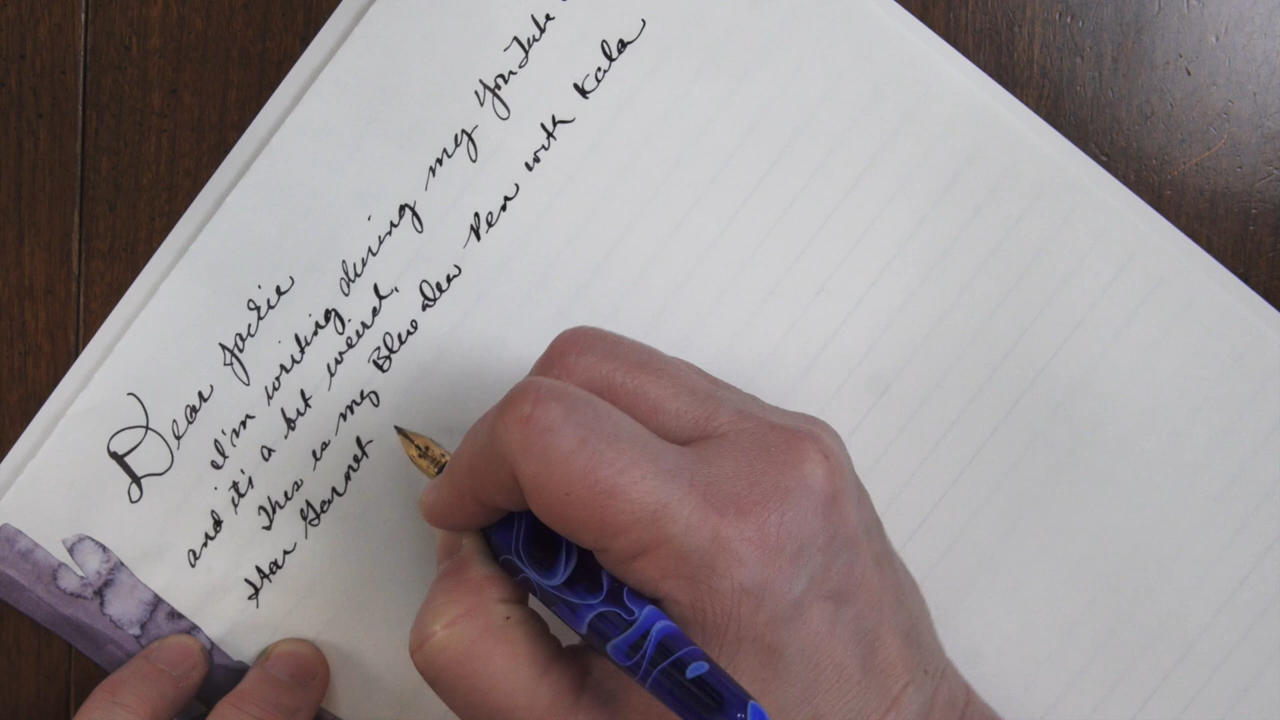 Dear Jackie
I'm writing during my YouTube
and it's a bit weird.
This is my Blue Dew Pen with Kala
Star Garnet